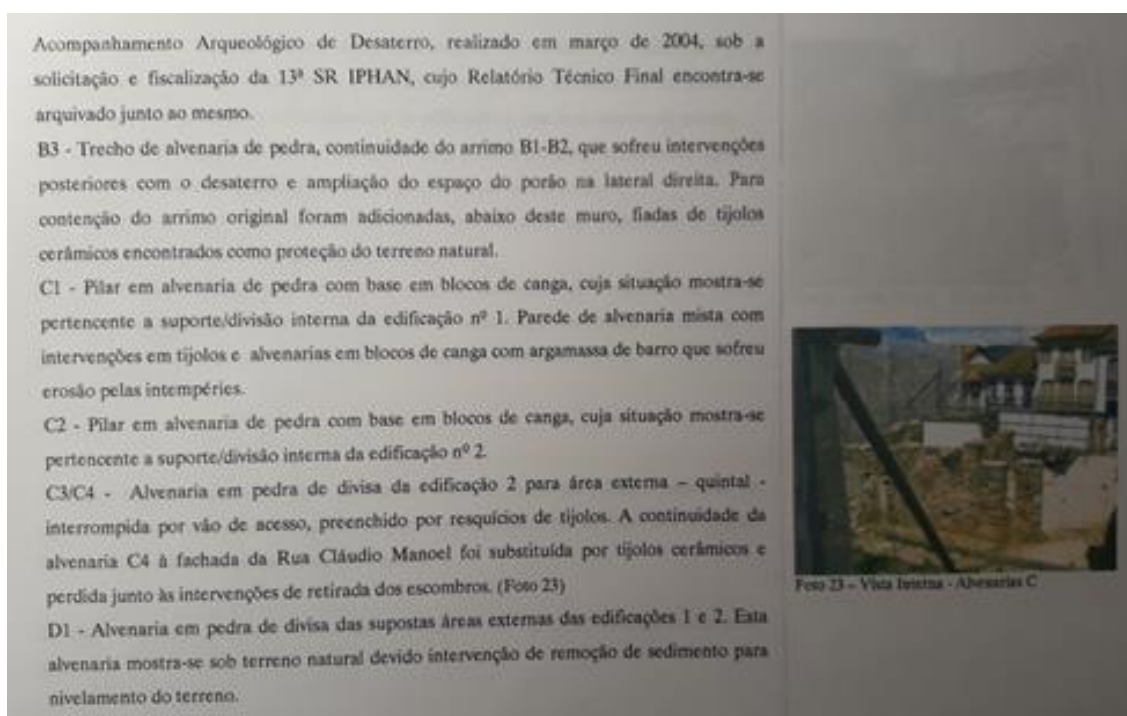 Acompanhamento Arqueológico de Desaterro, realizado em março de 2004, sob a
solicitação e fiscalização da 13ª SR IPHAN, cujo Relatório Técnico Final encontra-se
arquivado junto ao mesmo.
B3 - Trecho de alvenaria de pedra, continuidade do arrimo B1-B2, que sofreu intervenções
posteriores com o desaterro e ampliação do espaço do porão na lateral direita. Para
contenção do arrimo original foram adicionadas, abaixo deste muro, fiadas de tijolos
cerâmicos encontrados como proteção do terreno natural.
C1 - Pilar em alvenaria de pedra com base em blocos de canga, cuja situação mostra-se
pertencente a suporte/divisão interna da edificação nº 1. Parede de alvenaria mista com
intervenções em tijolos e alvenarias em blocos de canga com argamassa de barro que sofreu
erosão pelas intempéries.
C2 - Pilar em alvenaria de pedra com base em blocos de canga, cuja situação mostra-se
pertencente a suporte/divisão interna da edificação nº 2.
C3/C4 - Alvenaria em pedra de divisa da edificação 2 para área externa – quintal -
interrompida por vão de acesso, preenchido por resquícios de tijolos. A continuidade da
alvenaria C4 à fachada da Rua Cláudio Manoel foi substituída por tijolos cerâmicos e
perdida junto às intervenções de retirada dos escombros. (Foto 23)
D1 - Alvenaria em pedra de divisa das supostas áreas externas das edificações 1 e 2. Esta
alvenaria mostra-se sob terreno natural devido intervenção de remoção de sedimento para
nivelamento do terreno.
Foto 23 – Vista Interna - Alvenarias C